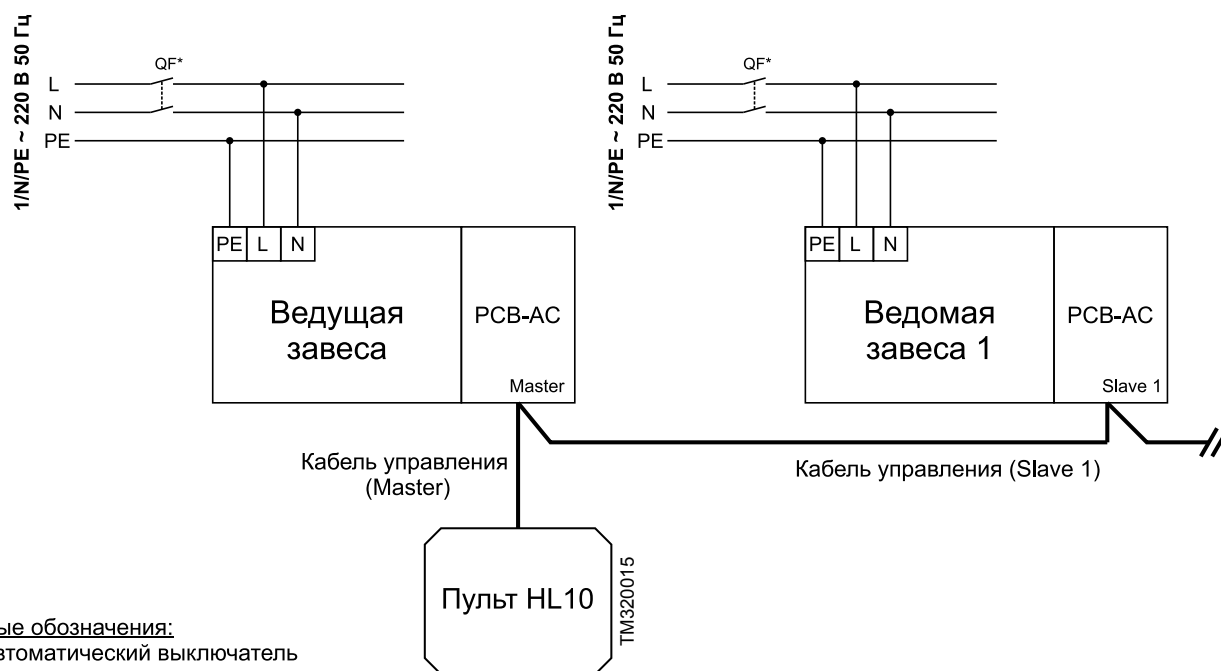 1/N/PE ~ 220 В 50 Гц
QF*
L
N
PE
PE L N
Ведущая
завеса
PCB-AC
Master
1/N/PE ~ 220 В 50 Гц
QF*
L
N
PE
PE L N
Ведомая
завеса 1
PCB-AC
Slave 1
Кабель управления
(Master)
Кабель управления (Slave 1)
Пульт HL10
TM320015
ые обозначения:
втоматический выключатель